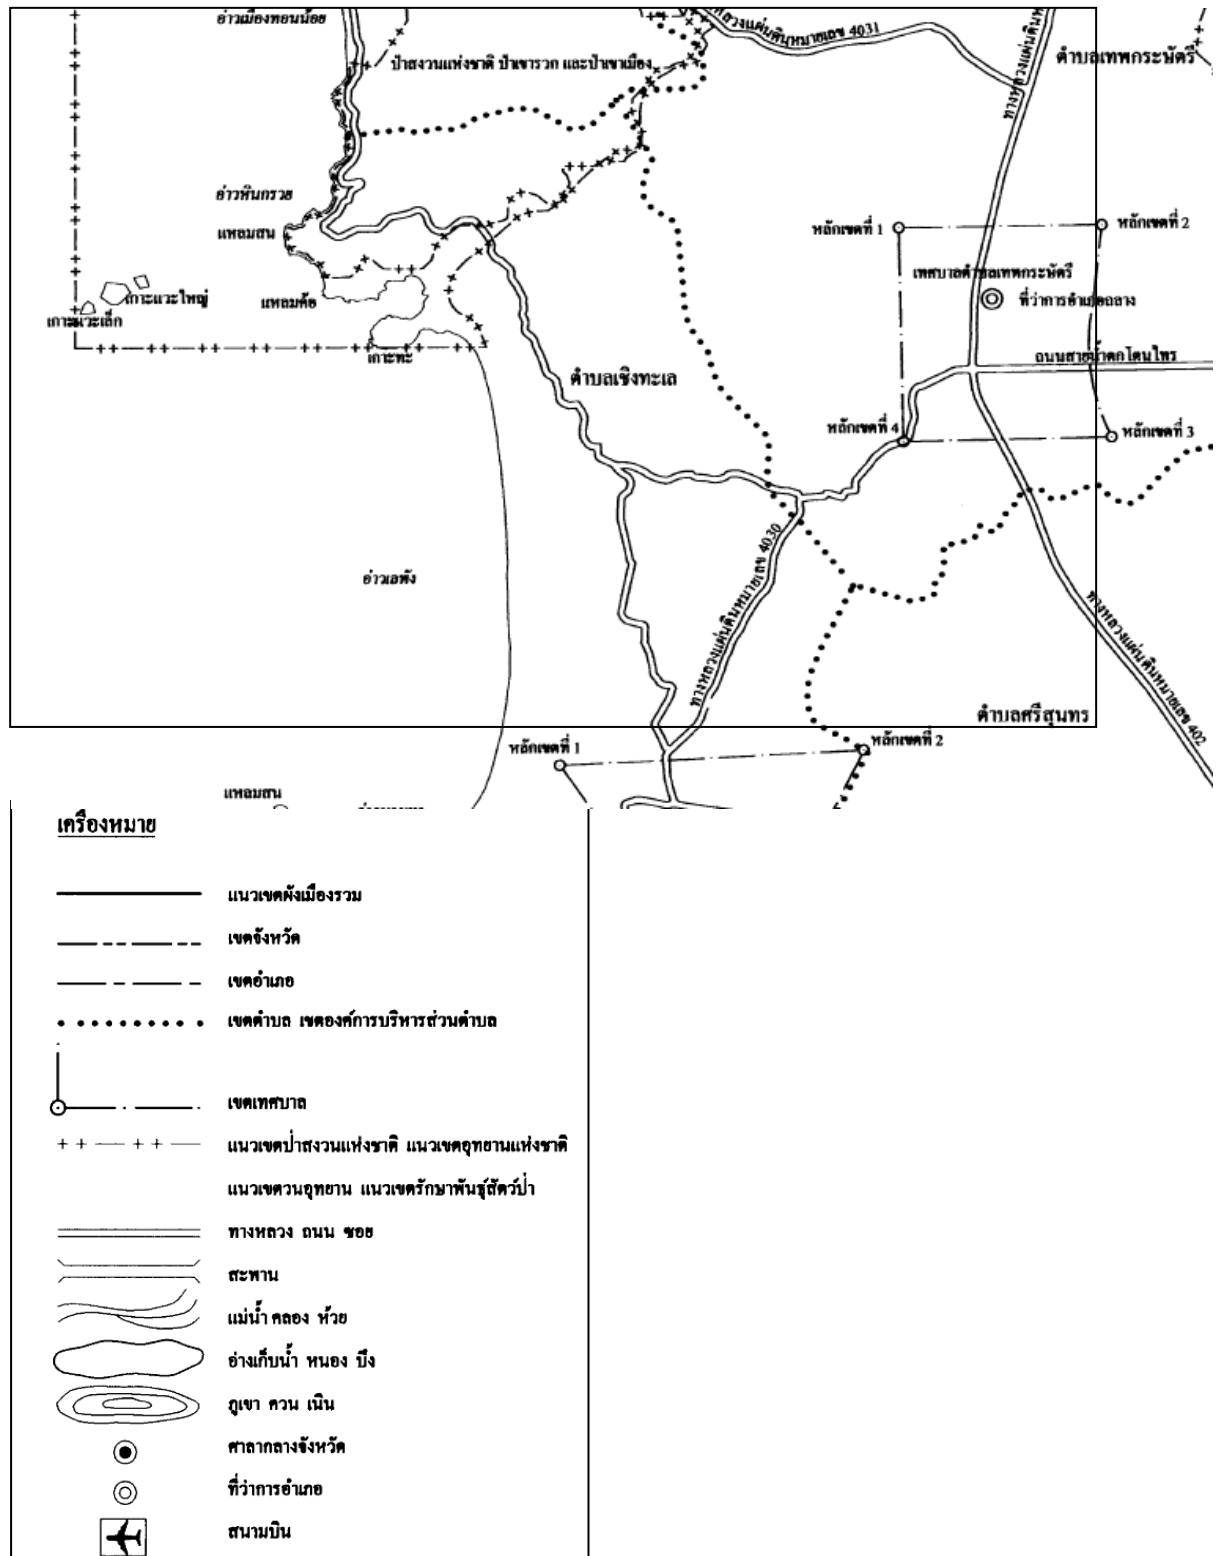 อ่าวเมืองทอนน้อย
หลวงแผ่นดินหมายเลข 4031
ป่าสงวนแห่งชาติ ป่าเขารวก และป่าเขาเมือง
ตำบลเทพกระษัตรี
ทางหลวงแผ่นดินห
อ่าวหินกรวย
แหลมสน
หลักเขตที่ 1
หลักเขตที่ 2
เทศบาลตำบลเทพกระษัตรี
ที่ว่าการอำเภอถลาง
เกาะแวะใหญ่
แหลมค้อ
เกาะแวะเล็ก
เกาะทะ
ถนนสายน้ำตกโตนไทร
ตำบลเชิงทะเล
หลักเขตที่ 4
หลักเขตที่ 3
ทางหลวงแผ่นดินหมายเลข 4030
อ่าวเลพัง
ทางหลวงแผ่นดินหมายเลข 402
ตำบลศรีสุนทร
หลักเขตที่ 1
หลักเขตที่ 2
แหลมสน
เครื่องหมาย
แนวเขตผังเมืองรวม
เขตจังหวัด
เขตอำเภอ
เขตตำบล เขตองค์การบริหารส่วนตำบล
เขตเทศบาล
แนวเขตป่าสงวนแห่งชาติ แนวเขตอุทยานแห่งชาติ
แนวเขตวนอุทยาน แนวเขตรักษาพันธุ์สัตว์ป่า
ทางหลวง ถนน ซอย
สะพาน
แม่น้ำ คลอง ห้วย
อ่างเก็บน้ำ หนอง บึง
ภูเขา ควน เนิน
ศาลากลางจังหวัด
ที่ว่าการอำเภอ
สนามบิน